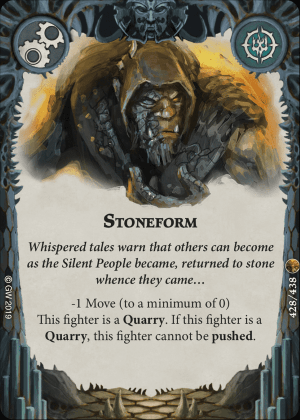 Stoneform
Whispered tales warn that others can become
as the Silent People became, returned to stone
whence they came…
-1 Move (to a minimum of 0)
This fighter is a Quarry. If this fighter is a
Quarry, this fighter cannot be pushed.
© GW 2019
428/438